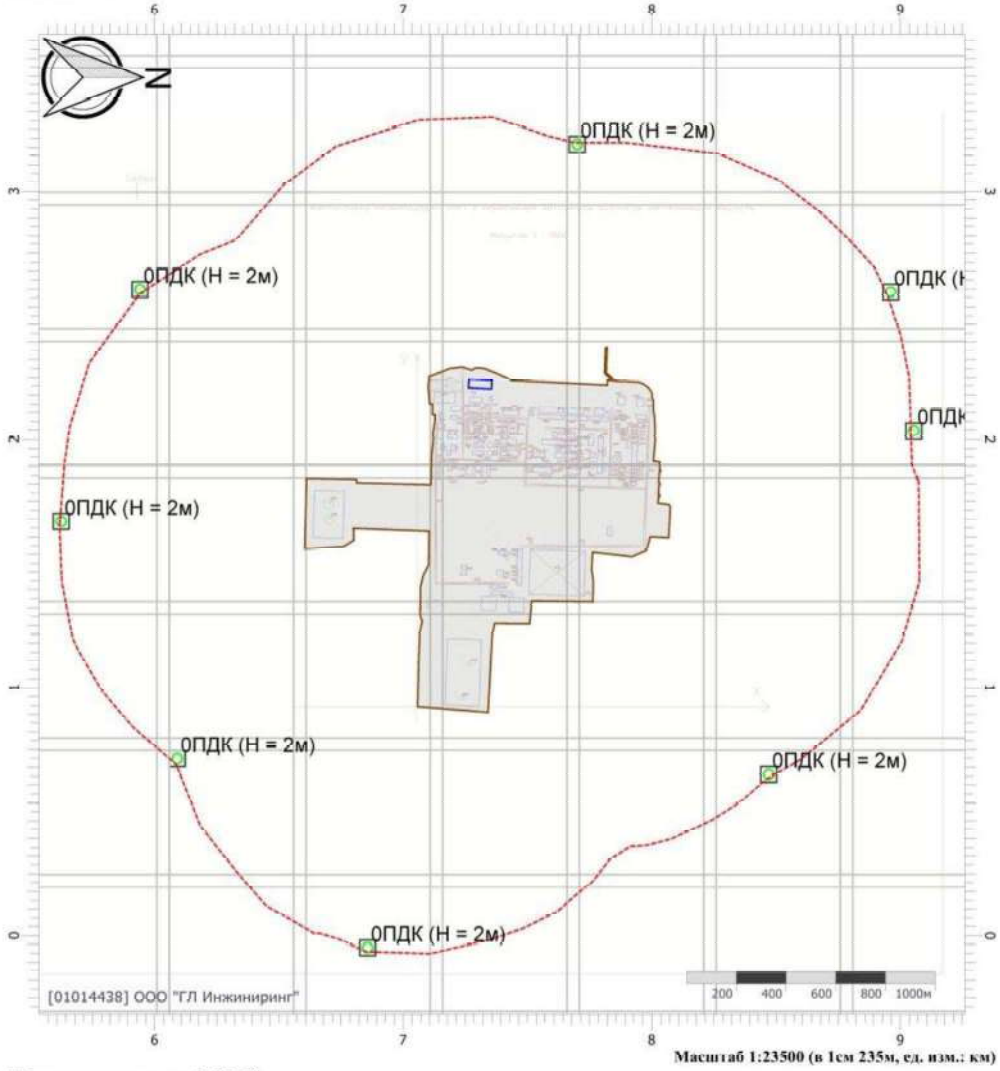 6 7 8 9
N
0ПДК (H = 2м)
3 3
0ПДК (H = 2м)
0ПДК (H
0ПДК
2 2
0ПДК (H = 2м)
1 1
0ПДК (H = 2м)
0ПДК (H = 2м)
0ПДК (H = 2м)
0 0
[01014438] ООО "ГЛ Инжиниринг"
200 400 600 800 1000м
6 7 8 9
Масштаб 1:23500 (в 1см 235м, ед. изм.: км)